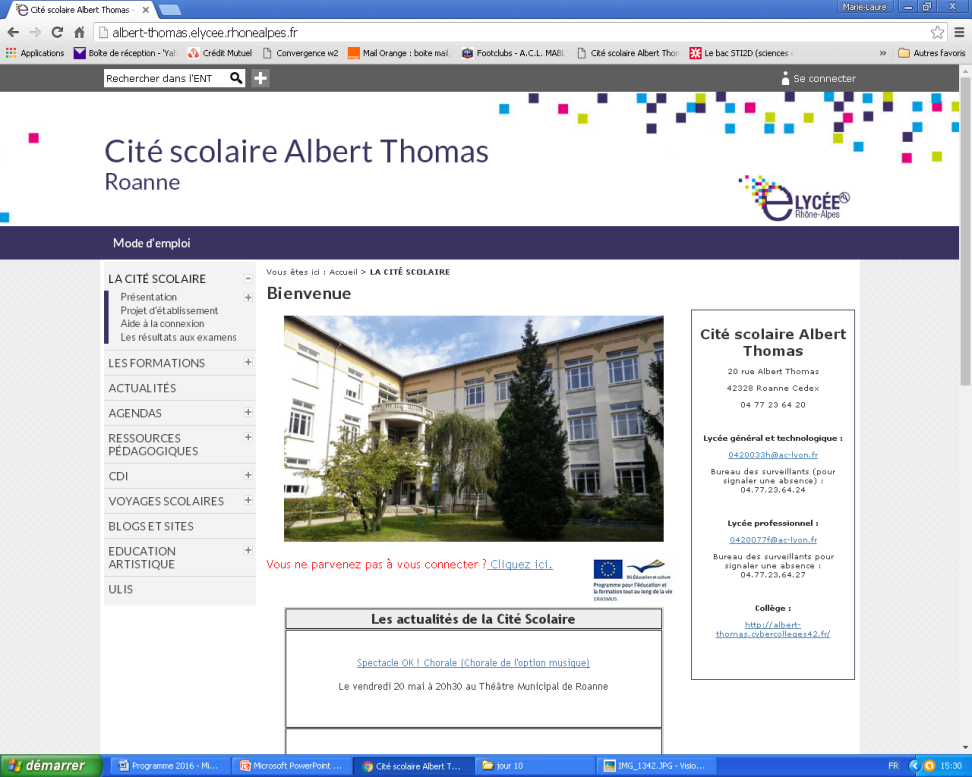 Cité scolaire Albert Thomas -
Marie-Laure
albert-thomas.elycee.rhonealpes.fr
Applications
Boîte de réception - 'Yah
Crédit Mutuel
Convergence w2
Mail Orange : boite mail
Footclubs - A.C.L. MABL
Cité scolaire Albert Thom
Le bac STI2D (sciences e
»
Autres favoris
Rechercher dans l'ENT
Se connecter
Cité scolaire Albert Thomas
Roanne
eLYCÉE
Rhône-Alpes
Mode d'emploi
LA CITÉ SCOLAIRE
Présentation
Projet d'établissement
Aide à la connexion
Les résultats aux examens
LES FORMATIONS
ACTUALITÉS
AGENDAS
RESSOURCES
PÉDAGOGIQUES
CDI
VOYAGES SCOLAIRES
BLOGS ET SITES
EDUCATION
ARTISTIQUE
ULIS
Vous êtes ici : Accueil > LA CITÉ SCOLAIRE
Bienvenue
Vous ne parvenez pas à vous connecter ? Cliquez ici.
DG Éducation et culture
Programme pour l'éducation et
la formation tout au long de la vie
ERASMUS
Les actualités de la Cité Scolaire
Spectacle OK ! Chorale (Chorale de l'option musique)
Le vendredi 20 mai à 20h30 au Théâtre Municipal de Roanne
Cité scolaire Albert
Thomas
20 rue Albert Thomas
42328 Roanne Cedex
04 77 23 64 20
Lycée général et technologique :
0420033h@ac-lyon.fr
Bureau des surveillants (pour
signaler une absence) :
04.77.23.64.24
Lycée professionnel :
0420077f@ac-lyon.fr
Bureau des surveillants pour
signaler une absence :
04.77.23.64.27
Collège :
http://albert-
thomas.cybercolleges42.fr/
démarrer
Programme 2016 - Mi...
Microsoft PowerPoint ...
Cité scolaire Albert T...
jour 10
IMG_1342.JPG - Visio...
FR
15:30